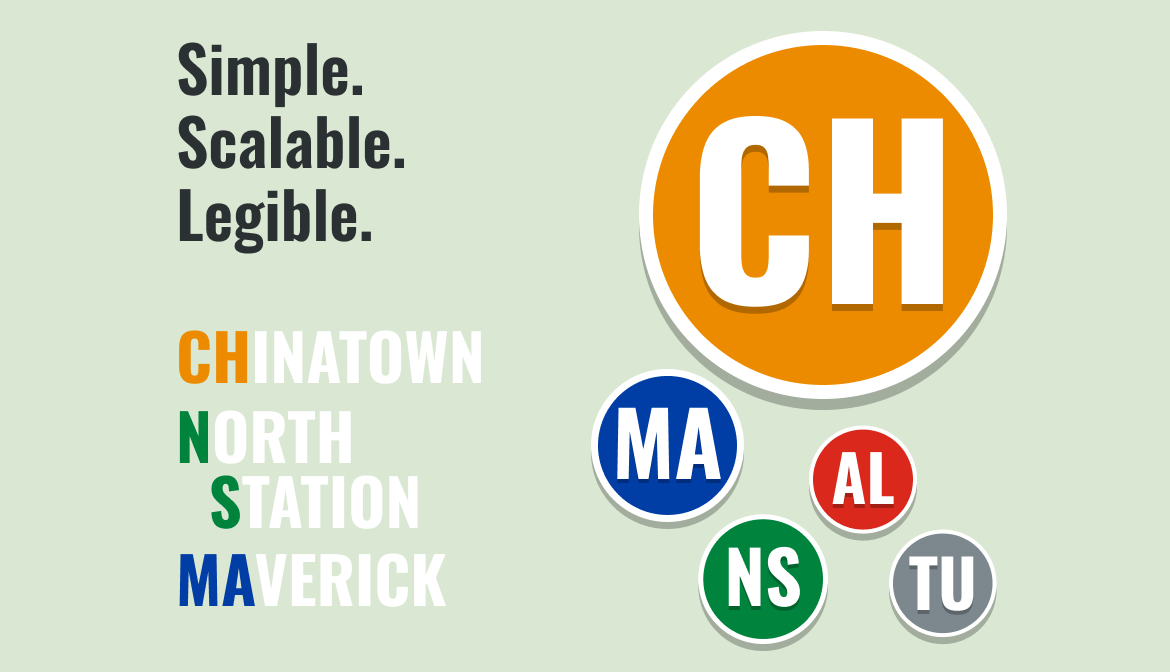 Simple.
Scalable.
Legible.
CHINATOWN
NORTH
STATION
MAVERICK
CH
MA
AL
NS
TU